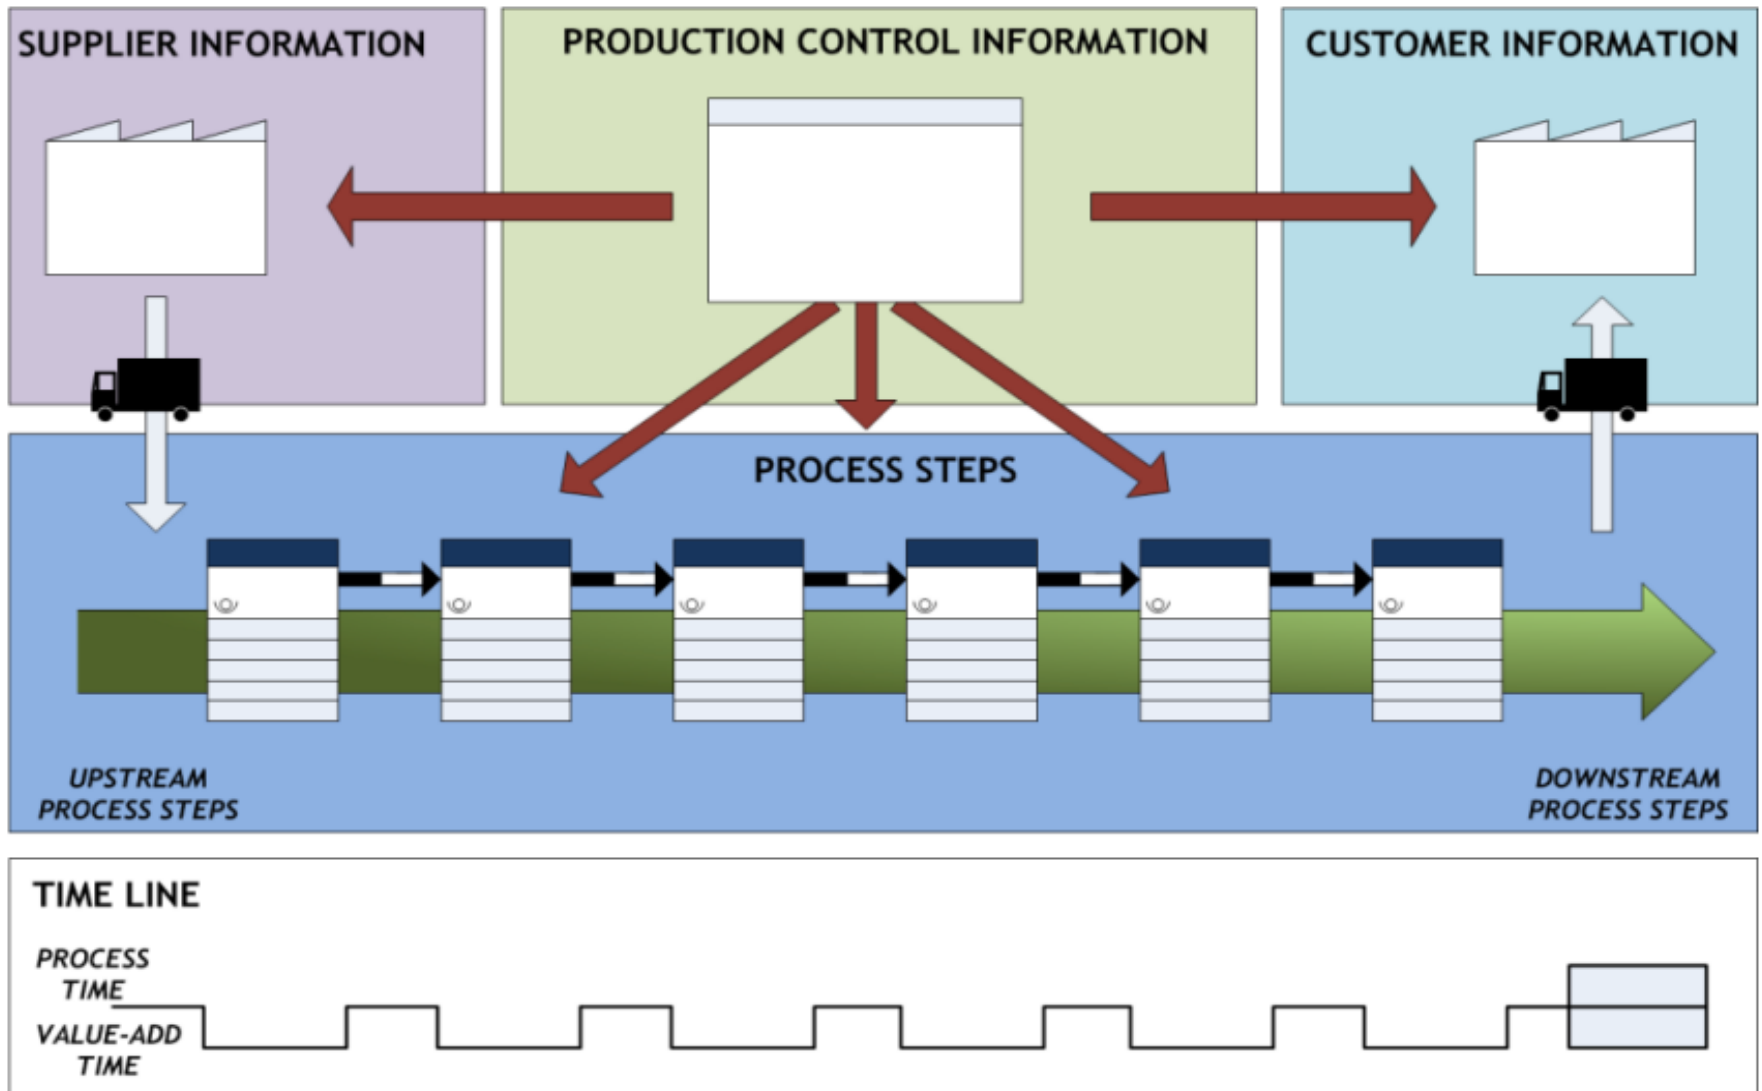 SUPPLIER INFORMATION
PRODUCTION CONTROL INFORMATION
CUSTOMER INFORMATION
PROCESS STEPS
UPSTREAM
PROCESS STEPS
DOWNSTREAM
PROCESS STEPS
TIME LINE
PROCESS
TIME
VALUE-ADD
TIME